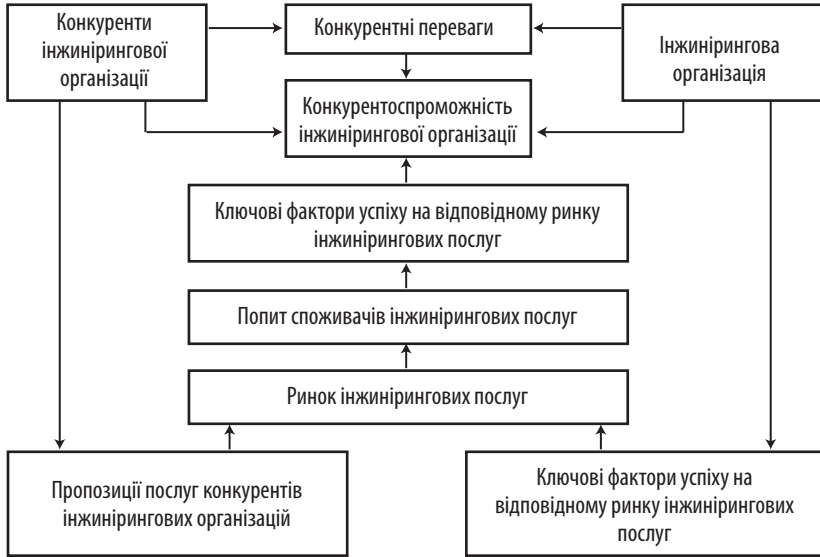 Конкуренти
інжинірингової
організації
Конкурентні переваги
Інжинірингова
організація
Конкурентоспроможність
інжинірингової організації
Ключові фактори успіху на відповідному ринку
інжинірингових послуг
Попит споживачів інжинірингових послуг
Ринок інжинірингових послуг
Пропозиції послуг конкурентів
інжинірингових організацій
Ключові фактори успіху на
відповідному ринку інжинірингових
послуг